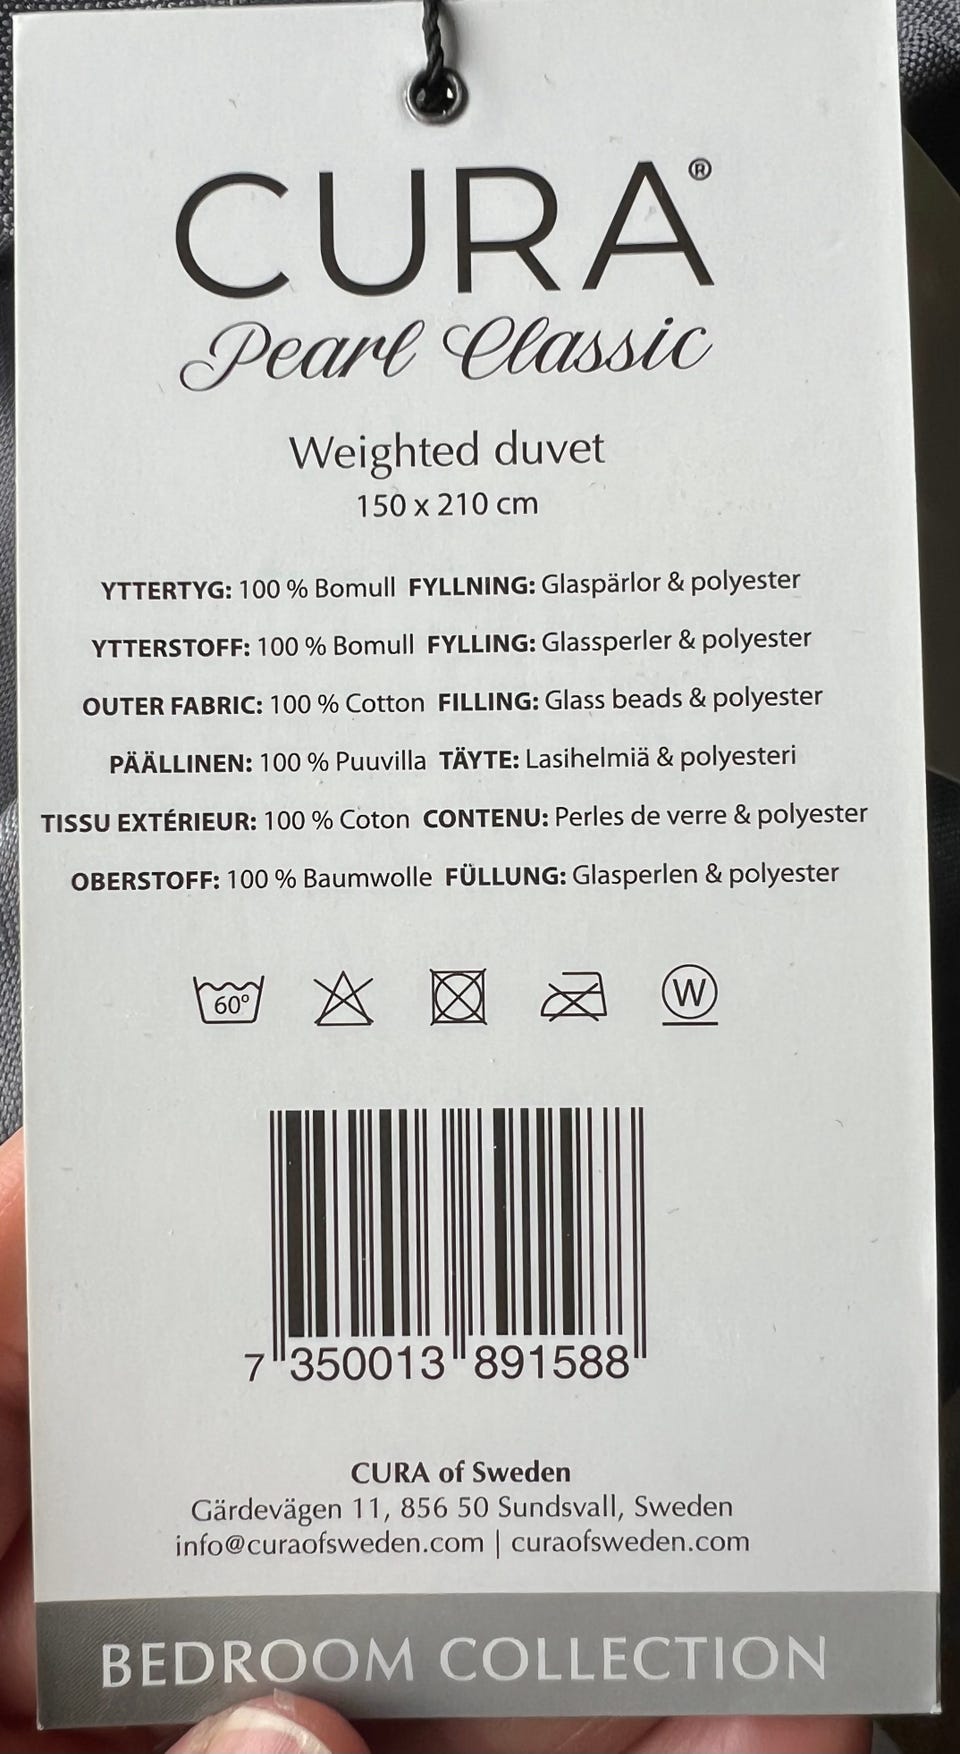 CURA®
Pearl Classic
Weighted duvet
150 x 210 cm
YTTERTYG: 100 % Bomull FYLLNING: Glaspärlor & polyester
YTTERSTOFF: 100 % Bomull FYLLING: Glassperler & polyester
OUTER FABRIC: 100 % Cotton FILLING: Glass beads & polyester
PÄÄLLINEN: 100 % Puuvilla TÄYTE: Lasihelmiä & polyesteri
TISSU EXTÉRIEUR: 100 % Coton CONTENU: Perles de verre & polyester
OBERSTOFF: 100 % Baumwolle FÜLLUNG: Glasperlen & polyester
60° W
7 350013 891588
CURA of Sweden
Gärdevägen 11, 856 50 Sundsvall, Sweden
info@curaofsweden.com | curaofsweden.com
BEDROOM COLLECTION